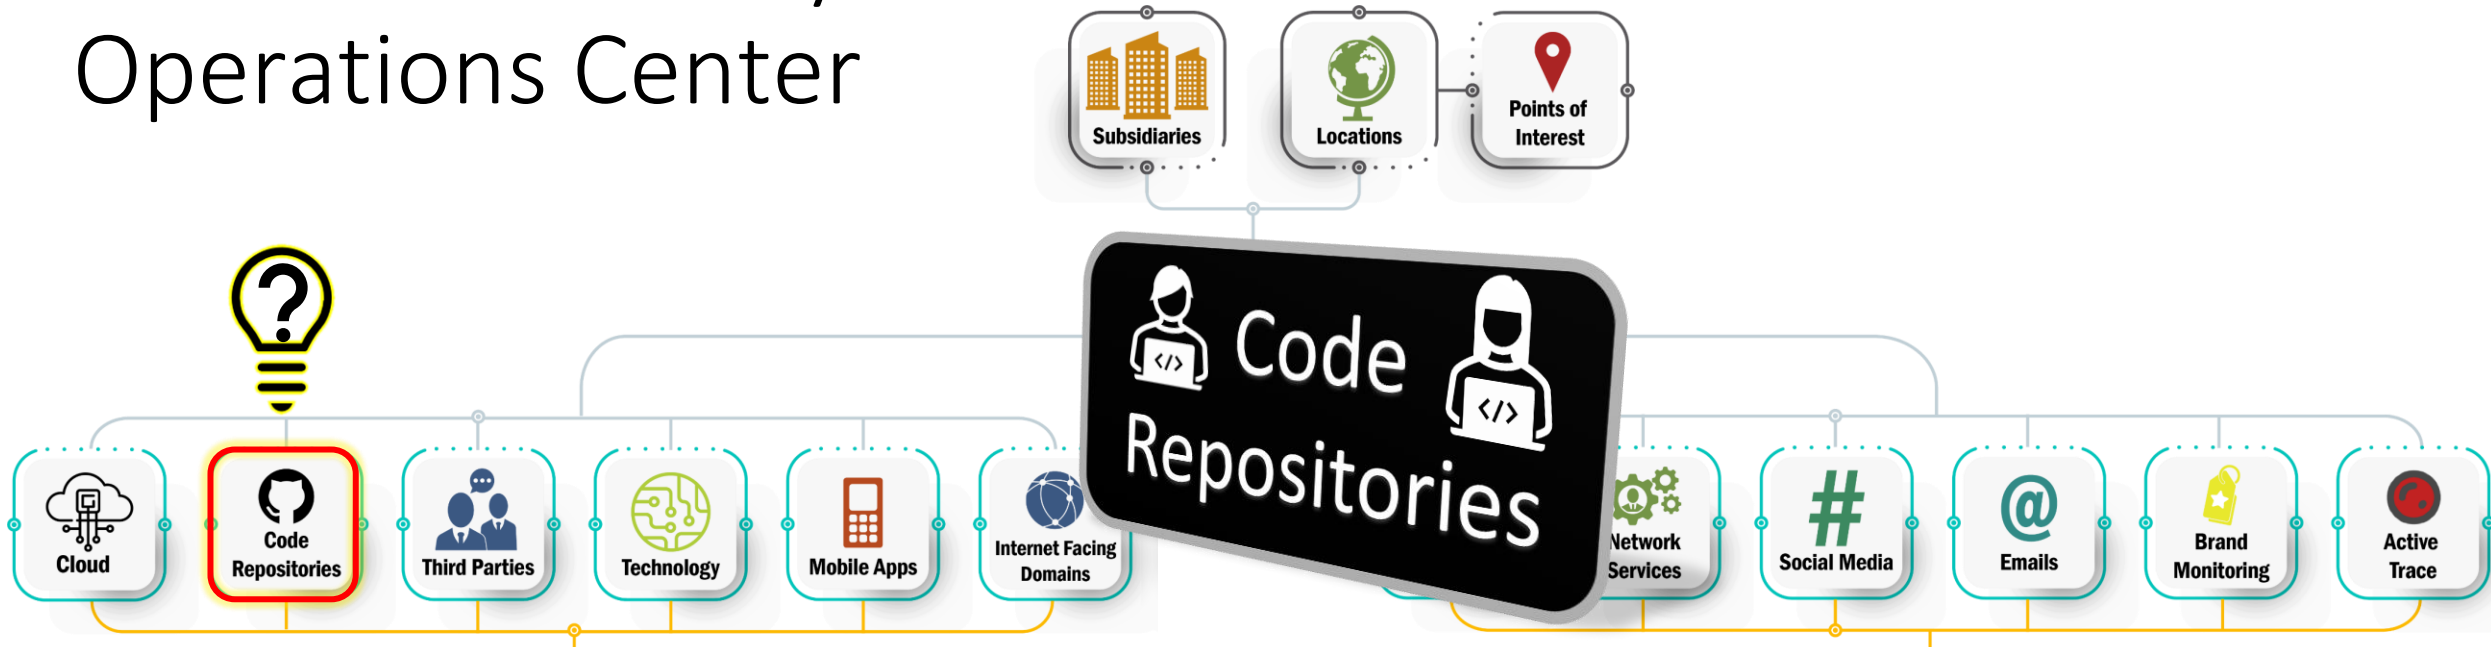 Operations Center
Subsidiaries
Locations
Points of
Interest
?
Code
Repositories
</>
</>
Cloud
Code
Repositories
Third Parties
Technology
Mobile Apps
Internet Facing
Domains
Network
Services
#
Social Media
@
Emails
Brand
Monitoring
Active
Trace